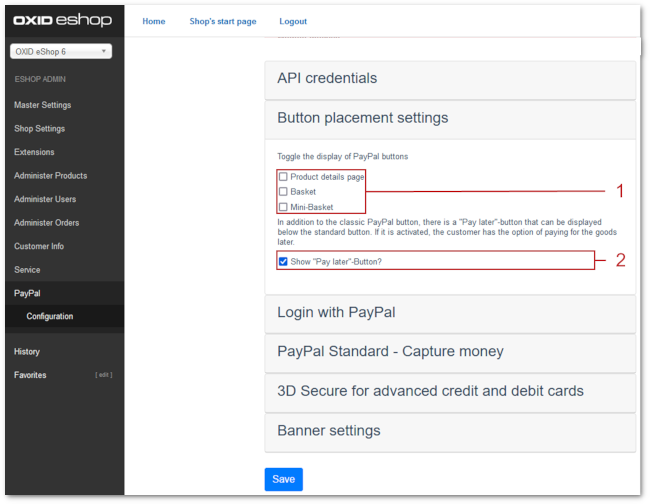 OXID eshop
Home
Shop's start page
Logout
OXID eShop 6
ESHOP ADMIN
Master Settings
Shop Settings
Extensions
Administer Products
Administer Users
Administer Orders
Customer Info
Service
PayPal
Configuration
History
Favorites
[ edit ]
API credentials
Button placement settings
Toggle the display of PayPal buttons
Product details page
Basket
Mini-Basket
1
In addition to the classic PayPal button, there is a "Pay later"-button that can be displayed
below the standard button. If it is activated, the customer has the option of paying for the goods
later.
Show "Pay later"-Button?
2
Login with PayPal
PayPal Standard - Capture money
3D Secure for advanced credit and debit cards
Banner settings
Save